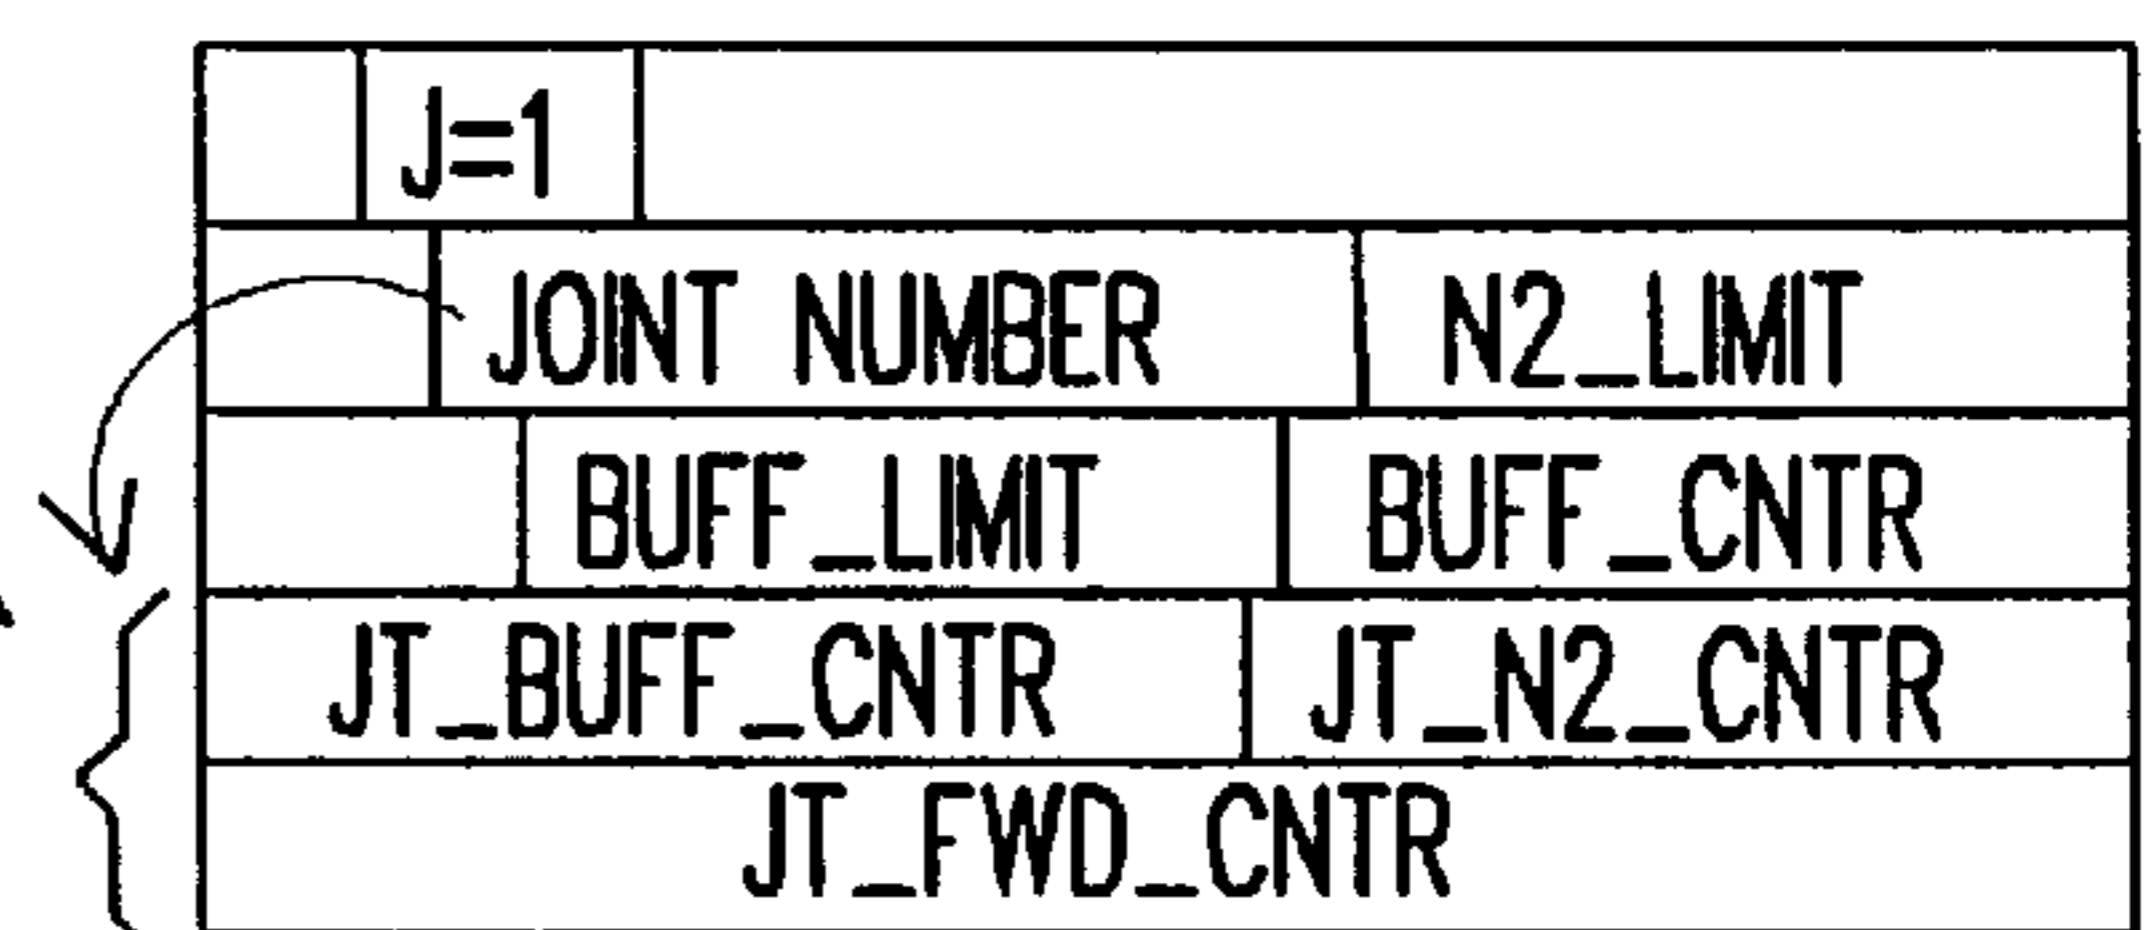 J=1
JOINT NUMBER N2_LIMIT
BUFF_LIMIT BUFF_CNTR
JT_BUFF_CNTR JT_N2_CNTR
JT_FWD_CNTR